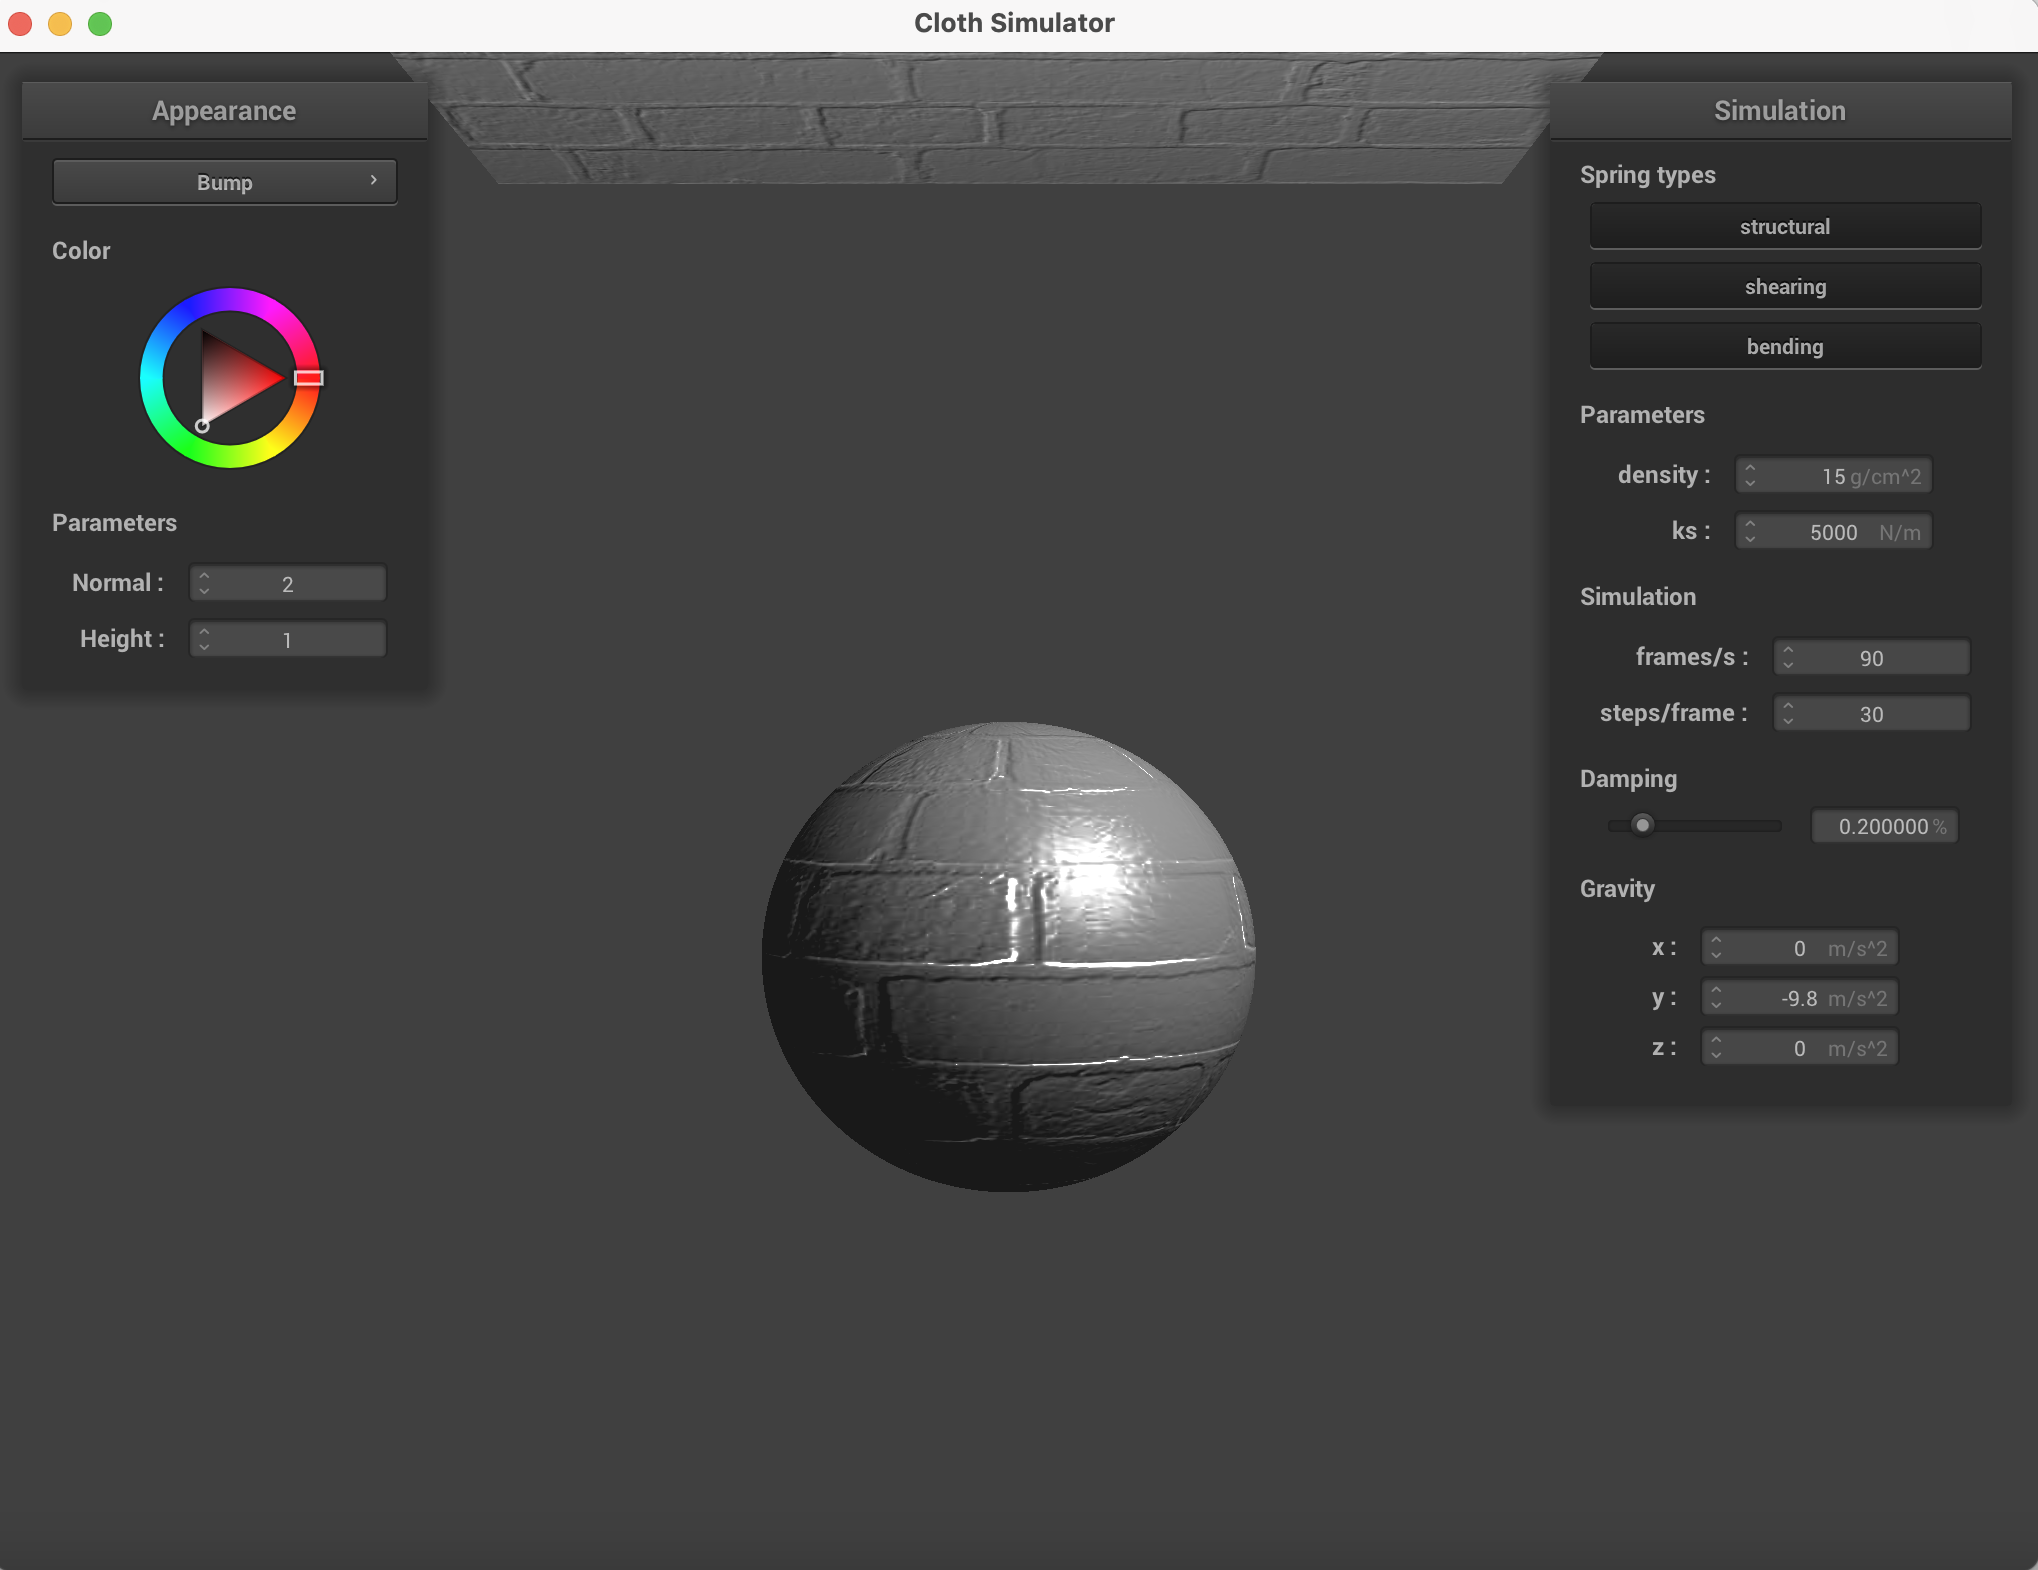 Cloth Simulator
Appearance
Bump
Color
Parameters
Normal : 2
Height : 1
Simulation
Spring types
structural
shearing
bending
Parameters
density : 15 g/cm^2
ks : 5000 N/m
Simulation
frames/s : 90
steps/frame : 30
Damping
0.200000 %
Gravity
x : 0 m/s^2
y : -9.8 m/s^2
z : 0 m/s^2